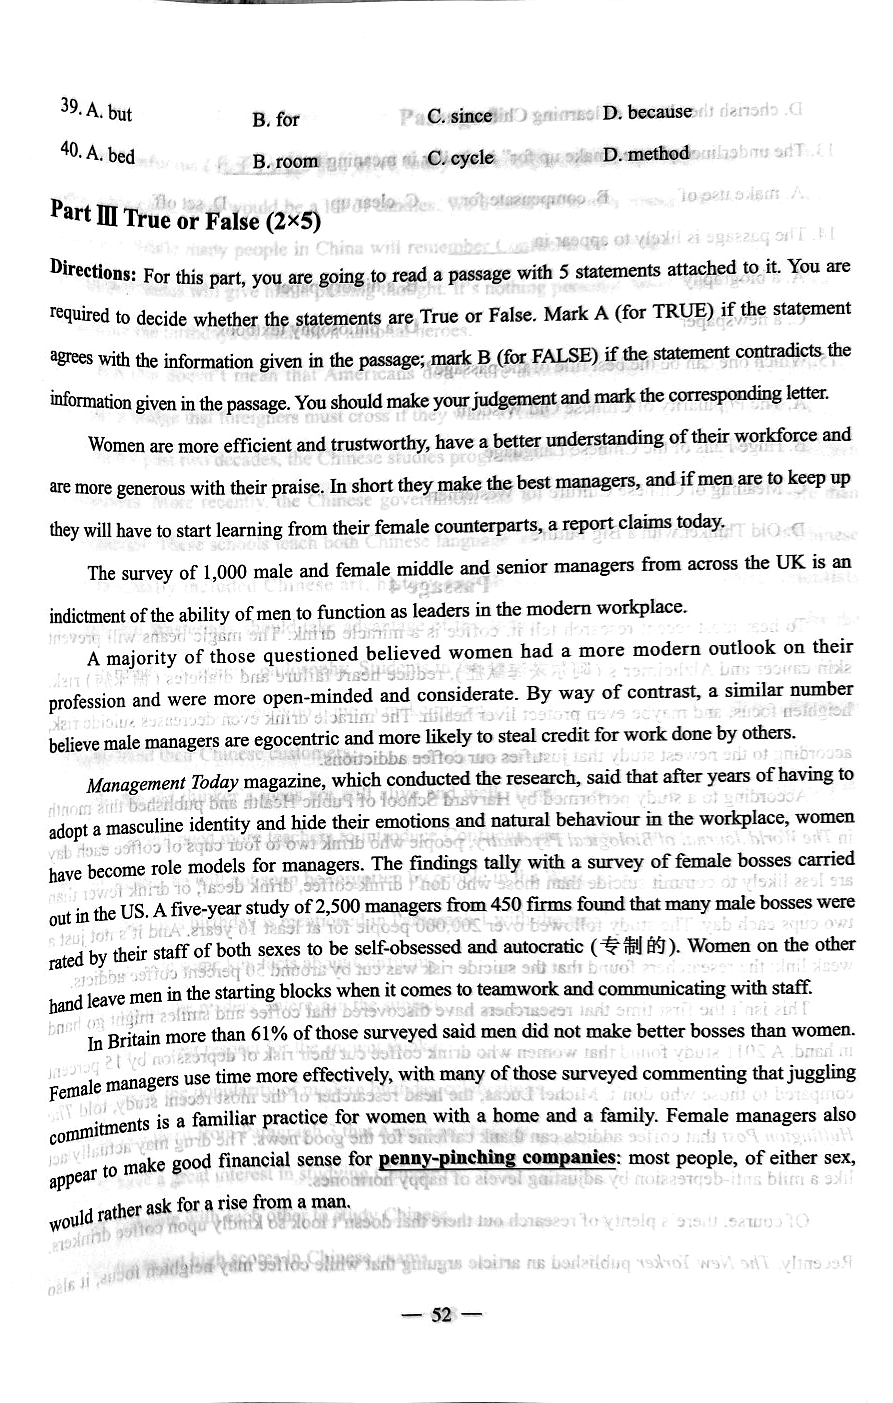 39. A. but B. for C. since D. because
40. A. bed B. room C. cycle D. method
Part III True or False (2×5)
Directions: For this part, you are going to read a passage with 5 statements attached to it. You are
required to decide whether the statements are True or False. Mark A (for TRUE) if the statement
agrees with the information given in the passage; mark B (for FALSE) if the statement contradicts the
information given in the passage. You should make your judgement and mark the corresponding letter.
Women are more efficient and trustworthy, have a better understanding of their workforce and
are more generous with their praise. In short they make the best managers, and if men are to keep up
they will have to start learning from their female counterparts, a report claims today.
The survey of 1,000 male and female middle and senior managers from across the UK is an
indictment of the ability of men to function as leaders in the modern workplace.
A majority of those questioned believed women had a more modern outlook on their
profession and were more open-minded and considerate. By way of contrast, a similar number
believe male managers are egocentric and more likely to steal credit for work done by others.
Management Today magazine, which conducted the research, said that after years of having to
adopt a masculine identity and hide their emotions and natural behaviour in the workplace, women
have become role models for managers. The findings tally with a survey of female bosses carried
out in the US. A five-year study of 2,500 managers from 450 firms found that many male bosses were
rated by their staff of both sexes to be self-obsessed and autocratic (专制的). Women on the other
hand leave men in the starting blocks when it comes to teamwork and communicating with staff.
In Britain more than 61% of those surveyed said men did not make better bosses than women.
Female managers use time more effectively, with many of those surveyed commenting that juggling
commitments is a familiar practice for women with a home and a family. Female managers also
appear to make good financial sense for penny-pinching companies: most people, of either sex,
would rather ask for a rise from a man.
— 52 —